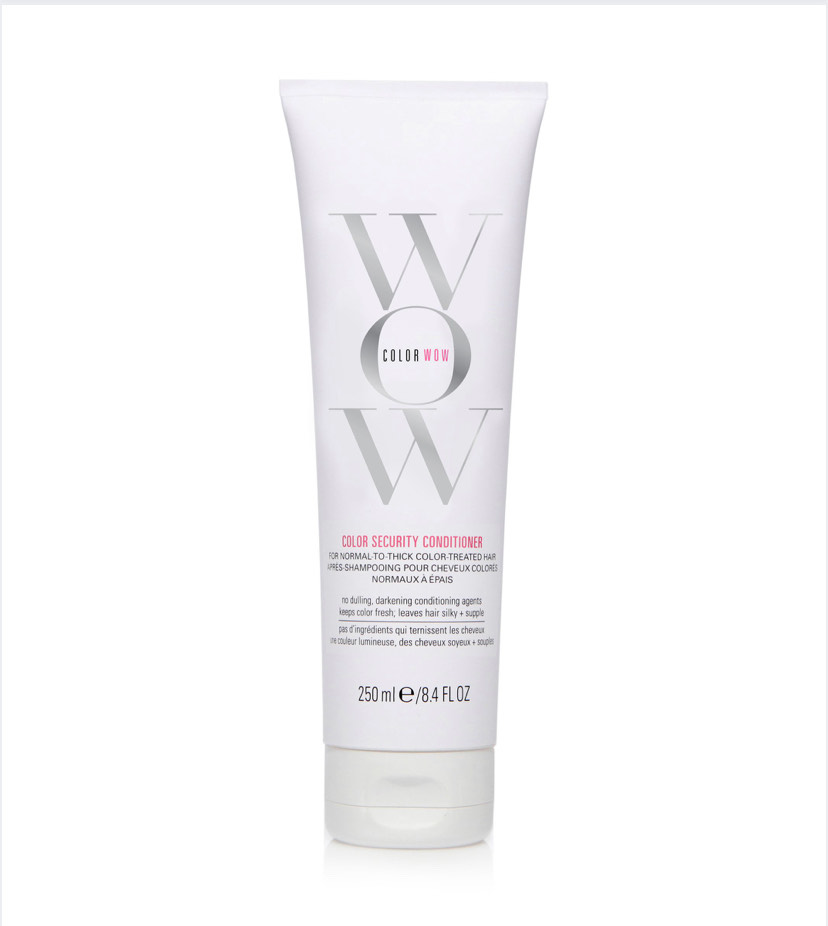 W
O
COLOR WOW
W
COLOR SECURITY CONDITIONER
FOR NORMAL-TO-THICK COLOR-TREATED HAIR
APRÈS-SHAMPOOING POUR CHEVEUX COLORÉS
NORMAUX À ÉPAIS
no dulling, darkening conditioning agents
keeps color fresh; leaves hair silky + supple
pas d'ingrédients qui ternissent les cheveux
une couleur lumineuse, des cheveux soyeux + souples
250 ml ℮/8.4 FL OZ